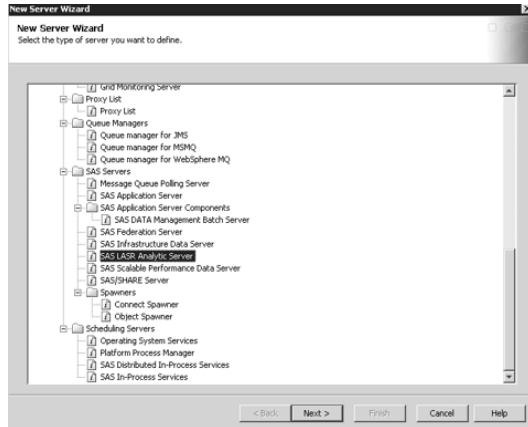 New Server Wizard
New Server Wizard
Select the type of server you want to define.
Grid Monitoring Server
Proxy List
Proxy List
Queue Managers
Queue manager for JMS
Queue manager for MSMQ
Queue manager for WebSphere MQ
SAS Servers
Message Queue Polling Server
SAS Application Server
SAS Application Server Components
SAS DATA Management Batch Server
SAS Federation Server
SAS Infrastructure Data Server
SAS LASR Analytic Server
SAS Scalable Performance Data Server
SAS/SHARE Server
Spawners
Connect Spawner
Object Spawner
Scheduling Servers
Operating System Services
Platform Process Manager
SAS Distributed In-Process Services
SAS In-Process Services
< Back Next > Finish Cancel Help